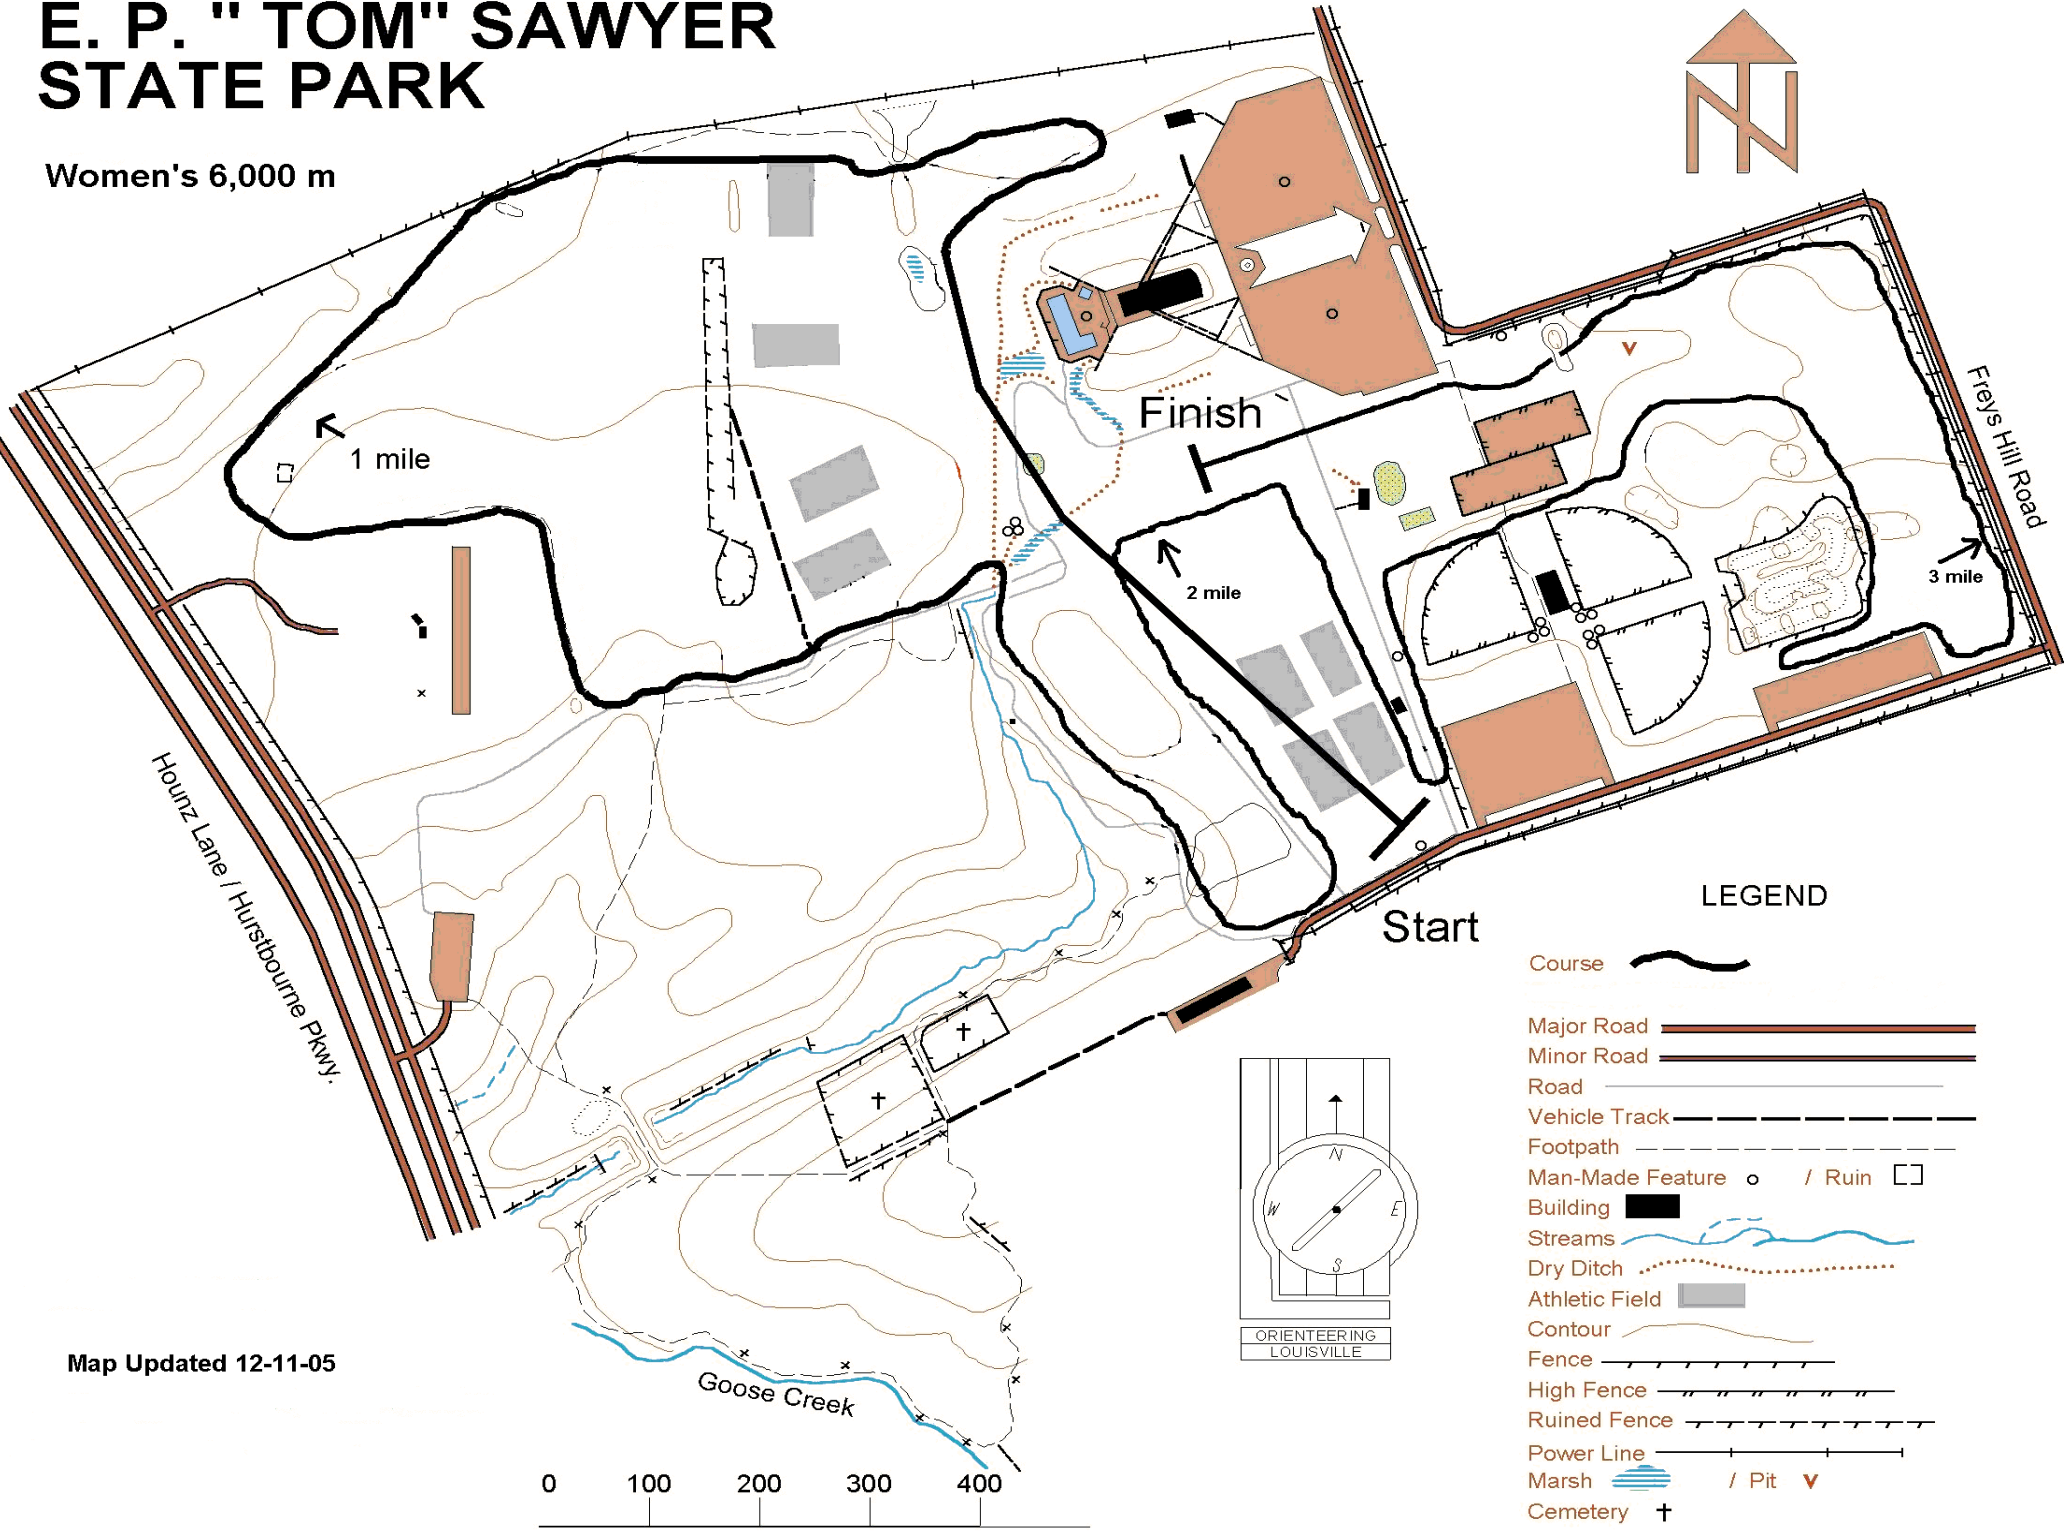 E. P. " TOM" SAWYER
STATE PARK
Women's 6,000 m
N
1 mile
Finish
2 mile
3 mile
Freys Hill Road
Hounz Lane / Hurstbourne Pkwy.
Start
LEGEND
Course
Major Road
Minor Road
Road
Vehicle Track
Footpath
Man-Made Feature / Ruin
Building
Streams
Dry Ditch
Athletic Field
Contour
Fence
High Fence
Ruined Fence
Power Line
Marsh / Pit
Cemetery
N
W E
S
ORIENTEERING
LOUISVILLE
Map Updated 12-11-05
Goose Creek
0 100 200 300 400